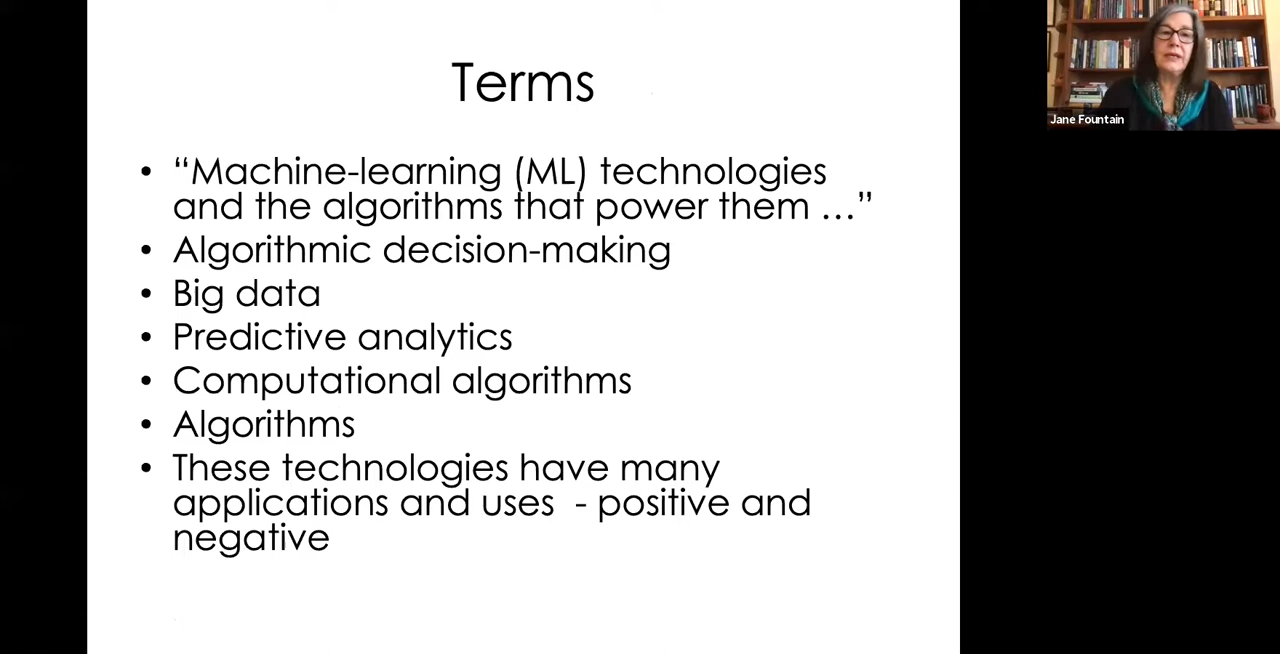 Terms
• “Machine-learning (ML) technologies
and the algorithms that power them …”
• Algorithmic decision-making
• Big data
• Predictive analytics
• Computational algorithms
• Algorithms
• These technologies have many
applications and uses  - positive and
negative
Jane Fountain